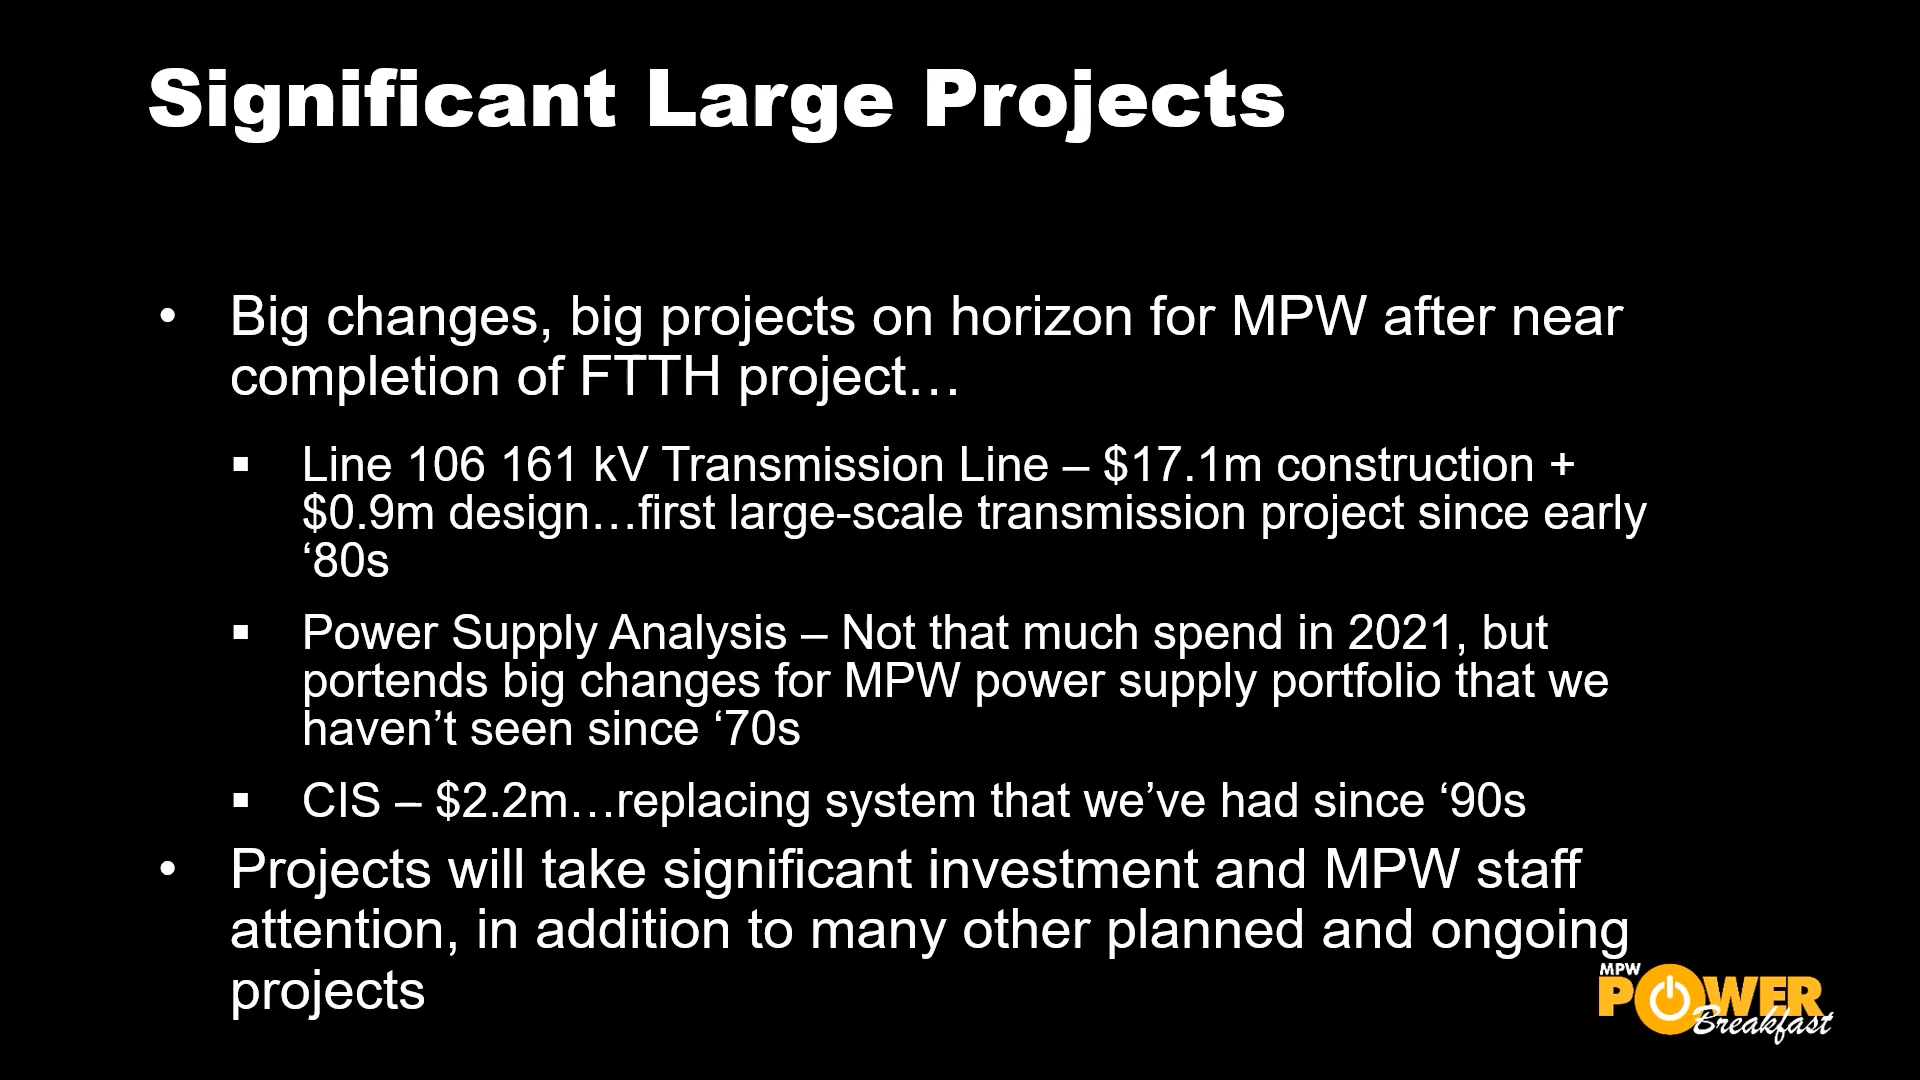 Significant Large Projects
• Big changes, big projects on horizon for MPW after near
completion of FTTH project…
▪ Line 106 161 kV Transmission Line – $17.1m construction +
$0.9m design…first large-scale transmission project since early
‘80s
▪ Power Supply Analysis – Not that much spend in 2021, but
portends big changes for MPW power supply portfolio that we
haven’t seen since ‘70s
▪ CIS – $2.2m…replacing system that we’ve had since ‘90s
• Projects will take significant investment and MPW staff
attention, in addition to many other planned and ongoing
projects
MPW
POWER
Breakfast